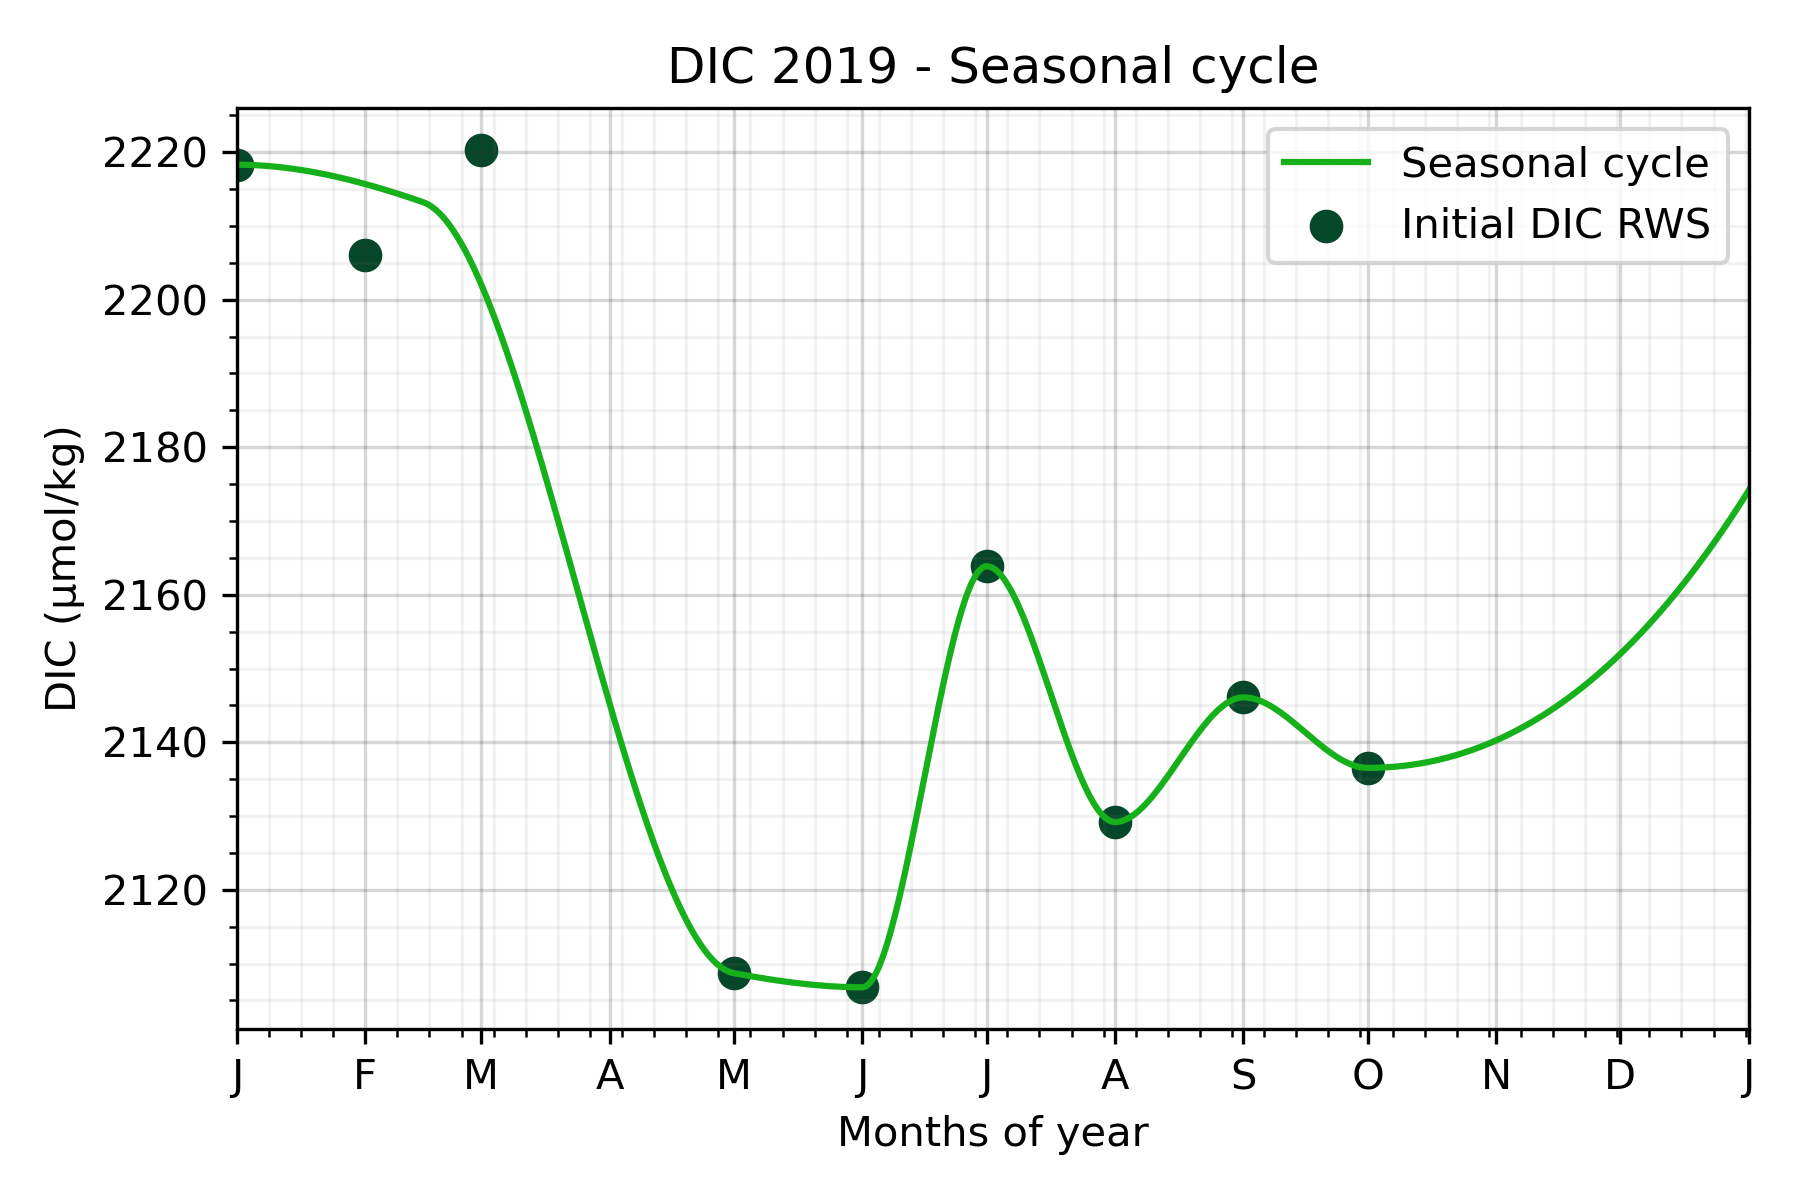 DIC 2019 - Seasonal cycle
Seasonal cycle
Initial DIC RWS
2220
2200
2180
2160
2140
2120
DIC (µmol/kg)
J F M A M J J A S O N D J
Months of year